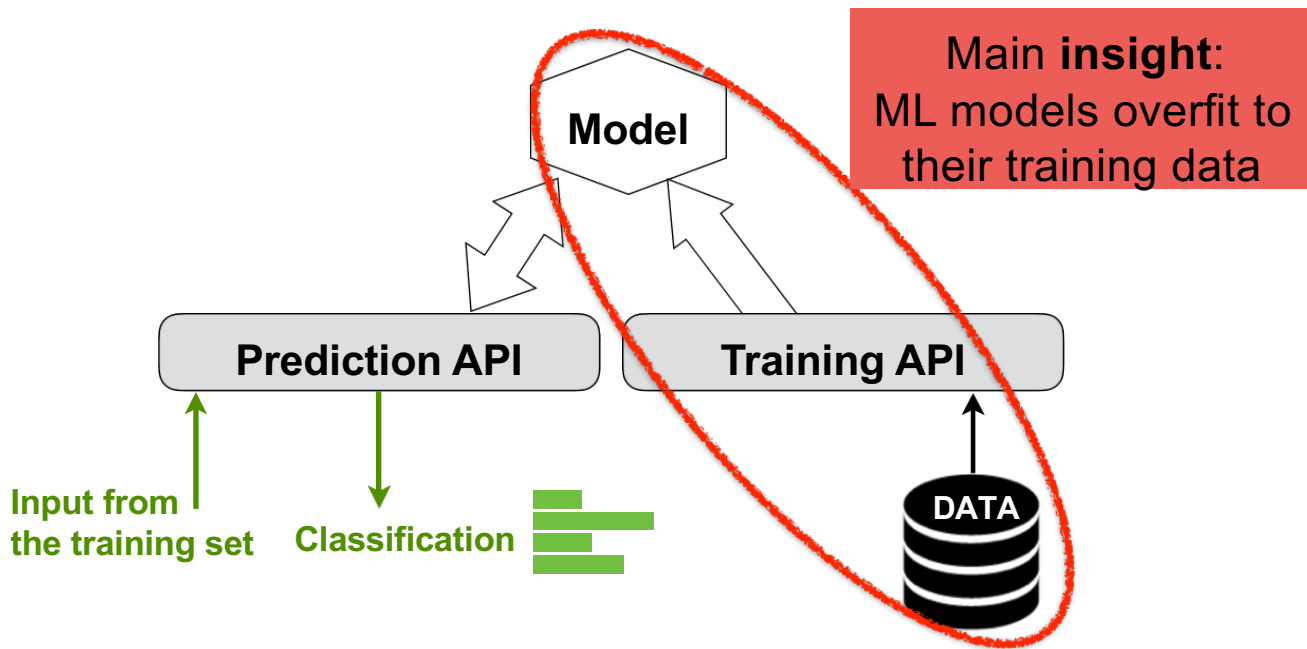 Main insight:
ML models overfit to
their training data
Model
Prediction API
Training API
Input from
the training set
Classification
DATA